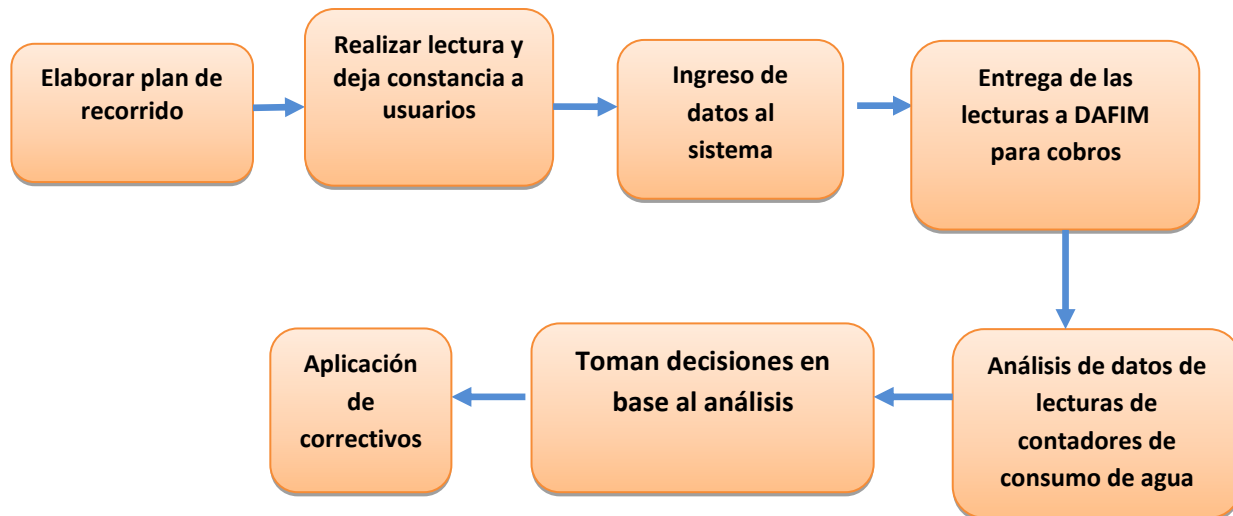 Elaborar plan de
recorrido
Realizar lectura y
deja constancia a
usuarios
Ingreso de
datos al
sistema
Entrega de las
lecturas a DAFIM
para cobros
Análisis de datos de
lecturas de
contadores de
consumo de agua
Toman decisiones en
base al análisis
Aplicación
de
correctivos